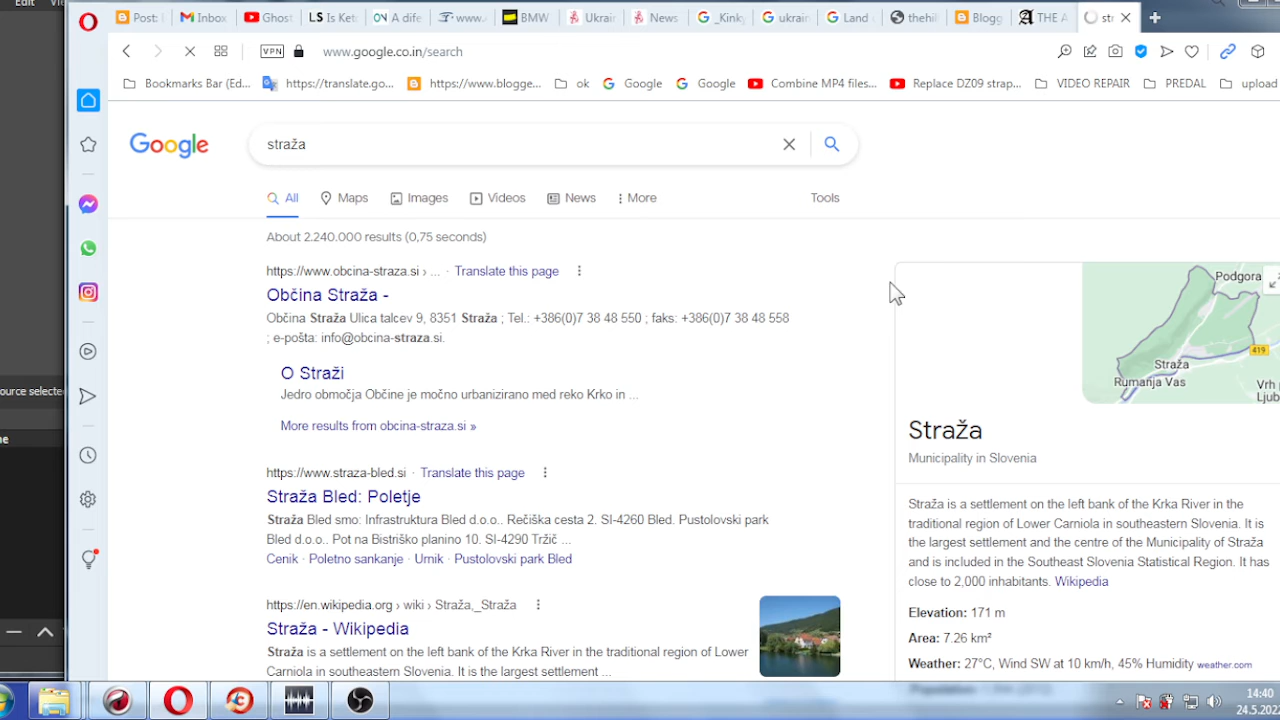 Edit
Post:
Inbox
Ghost
Is Ket
A dife
www.
BMW
Ukrai
News
_Kinky
ukrain
Land
thehi
Blogg
THE A
str
VPN
www.google.co.in/search
Bookmarks Bar (Ed...
https://translate.go...
https://www.blogge...
ok
Google
Google
Combine MP4 files...
Replace DZ09 strap...
VIDEO REPAIR
PREDAL
upload
Google
straža
All
Maps
Images
Videos
News
More
Tools
About 2.240.000 results (0,75 seconds)
https://www.obcina-straza.si › ... · Translate this page
Občina Straža -
Občina Straža Ulica talcev 9, 8351 Straža ; Tel.: +386(0)7 38 48 550 ; faks: +386(0)7 38 48 558
; e-pošta: info@obcina-straza.si.
O Straži
Jedro območja Občine je močno urbanizirano med reko Krko in ...
More results from obcina-straza.si »
https://www.straza-bled.si · Translate this page
Straža Bled: Poletje
Straža Bled smo: Infrastruktura Bled d.o.o.. Rečiška cesta 2. SI-4260 Bled. Pustolovski park
Bled d.o.o.. Pot na Bistriško planino 10. SI-4290 Tržič ...
Cenik · Poletno sankanje · Urnik · Pustolovski park Bled
https://en.wikipedia.org › wiki › Straža,_Straža
Straža - Wikipedia
Straža is a settlement on the left bank of the Krka River in the traditional region of Lower
Carniola in southeastern Slovenia. It is the largest settlement ...
Podgora
419
Straža
Rumanja Vas
Vrh
Ljub
Straža
Municipality in Slovenia
Straža is a settlement on the left bank of the Krka River in the
traditional region of Lower Carniola in southeastern Slovenia. It is
the largest settlement and the centre of the Municipality of Straža
and is included in the Southeast Slovenia Statistical Region. It has
close to 2,000 inhabitants. Wikipedia
Elevation: 171 m
Area: 7.26 km²
Weather: 27°C, Wind SW at 10 km/h, 45% Humidity weather.com
ource selected
14:40
24.5.202